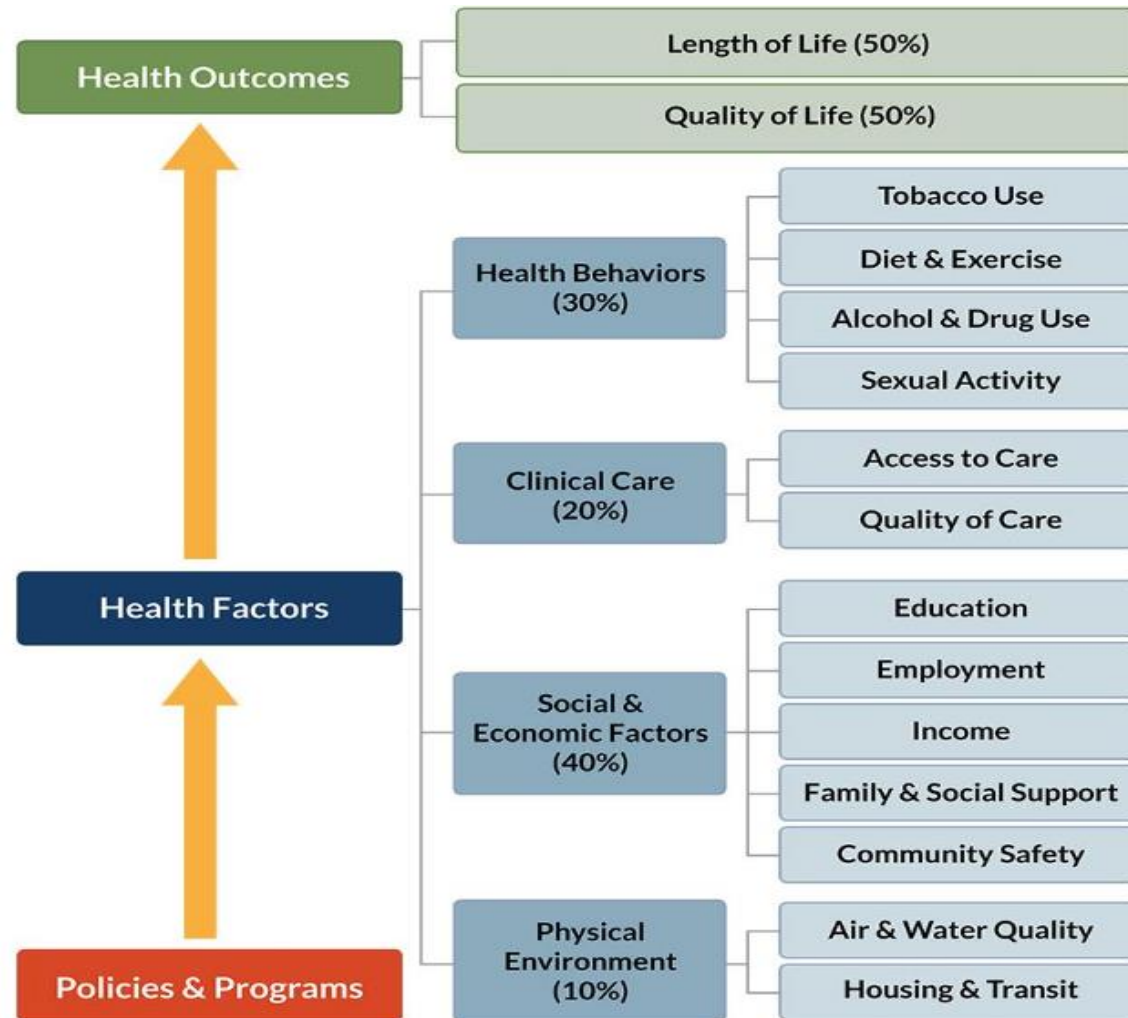 Health Outcomes
Length of Life (50%)
Quality of Life (50%)
Health Factors
Health Behaviors
(30%)
Tobacco Use
Diet & Exercise
Alcohol & Drug Use
Sexual Activity
Clinical Care
(20%)
Access to Care
Quality of Care
Social &
Economic Factors
(40%)
Education
Employment
Income
Family & Social Support
Community Safety
Physical
Environment
(10%)
Air & Water Quality
Housing & Transit
Policies & Programs